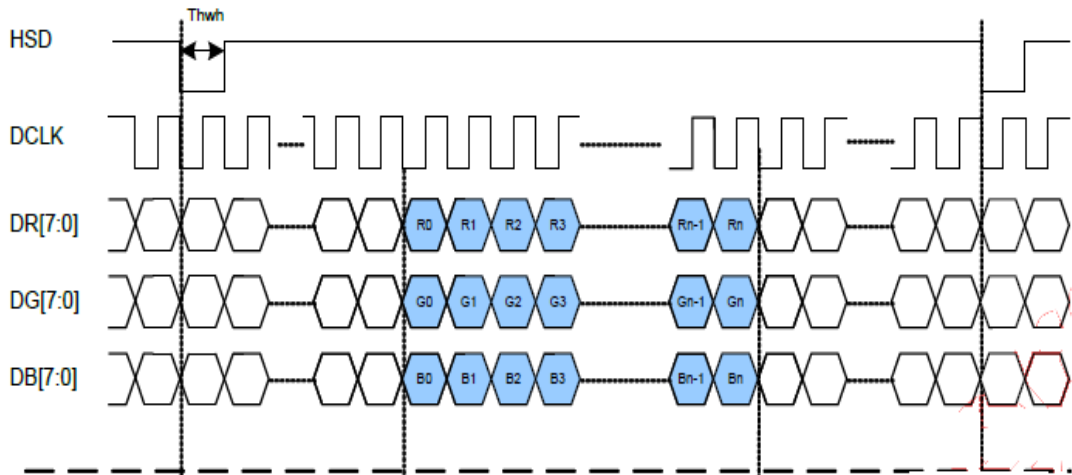 Thwh
HSD
DCLK
DR[7:0]
R0 R1 R2 R3 Rn-1 Rn
DG[7:0]
G0 G1 G2 G3 Gn-1 Gn
DB[7:0]
B0 B1 B2 B3 Bn-1 Bn